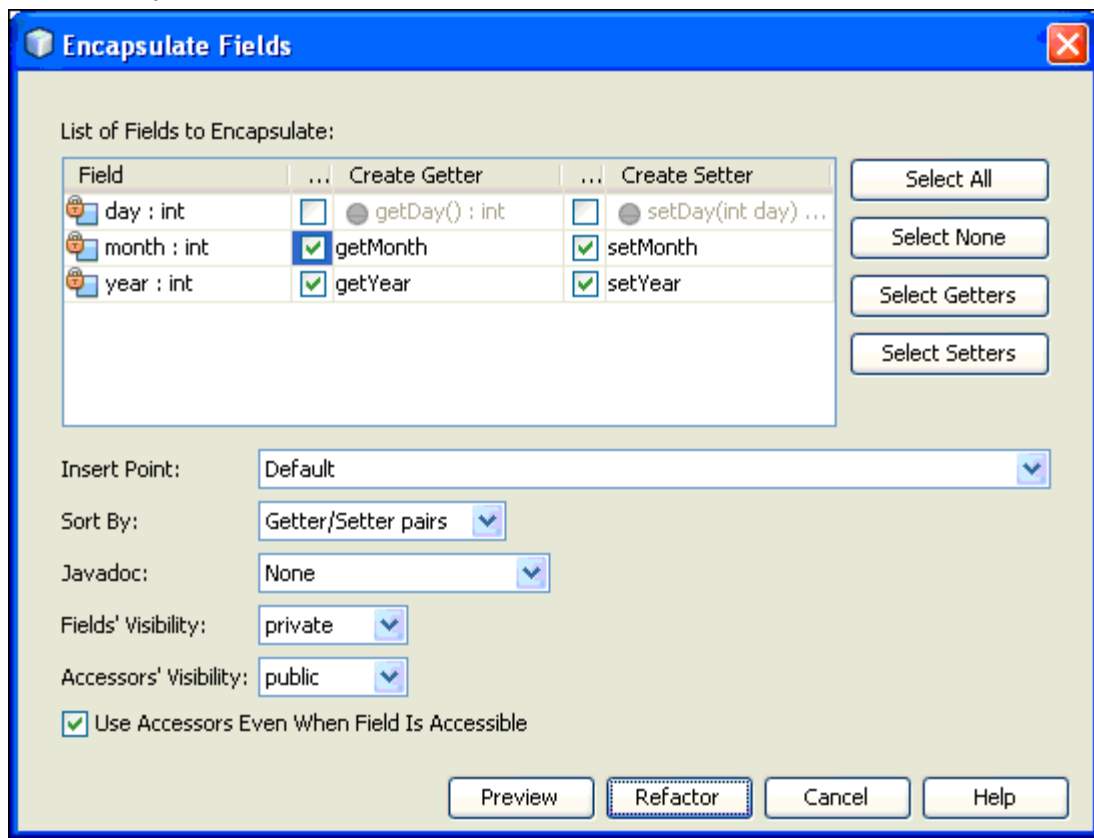 Encapsulate Fields
List of Fields to Encapsulate:
Field ... Create Getter ... Create Setter
day : int getDay() : int setDay(int day) ...
month : int getMonth setMonth
year : int getYear setYear
Select All
Select None
Select Getters
Select Setters
Insert Point: Default
Sort By: Getter/Setter pairs
Javadoc: None
Fields' Visibility: private
Accessors' Visibility: public
Use Accessors Even When Field Is Accessible
Preview Refactor Cancel Help